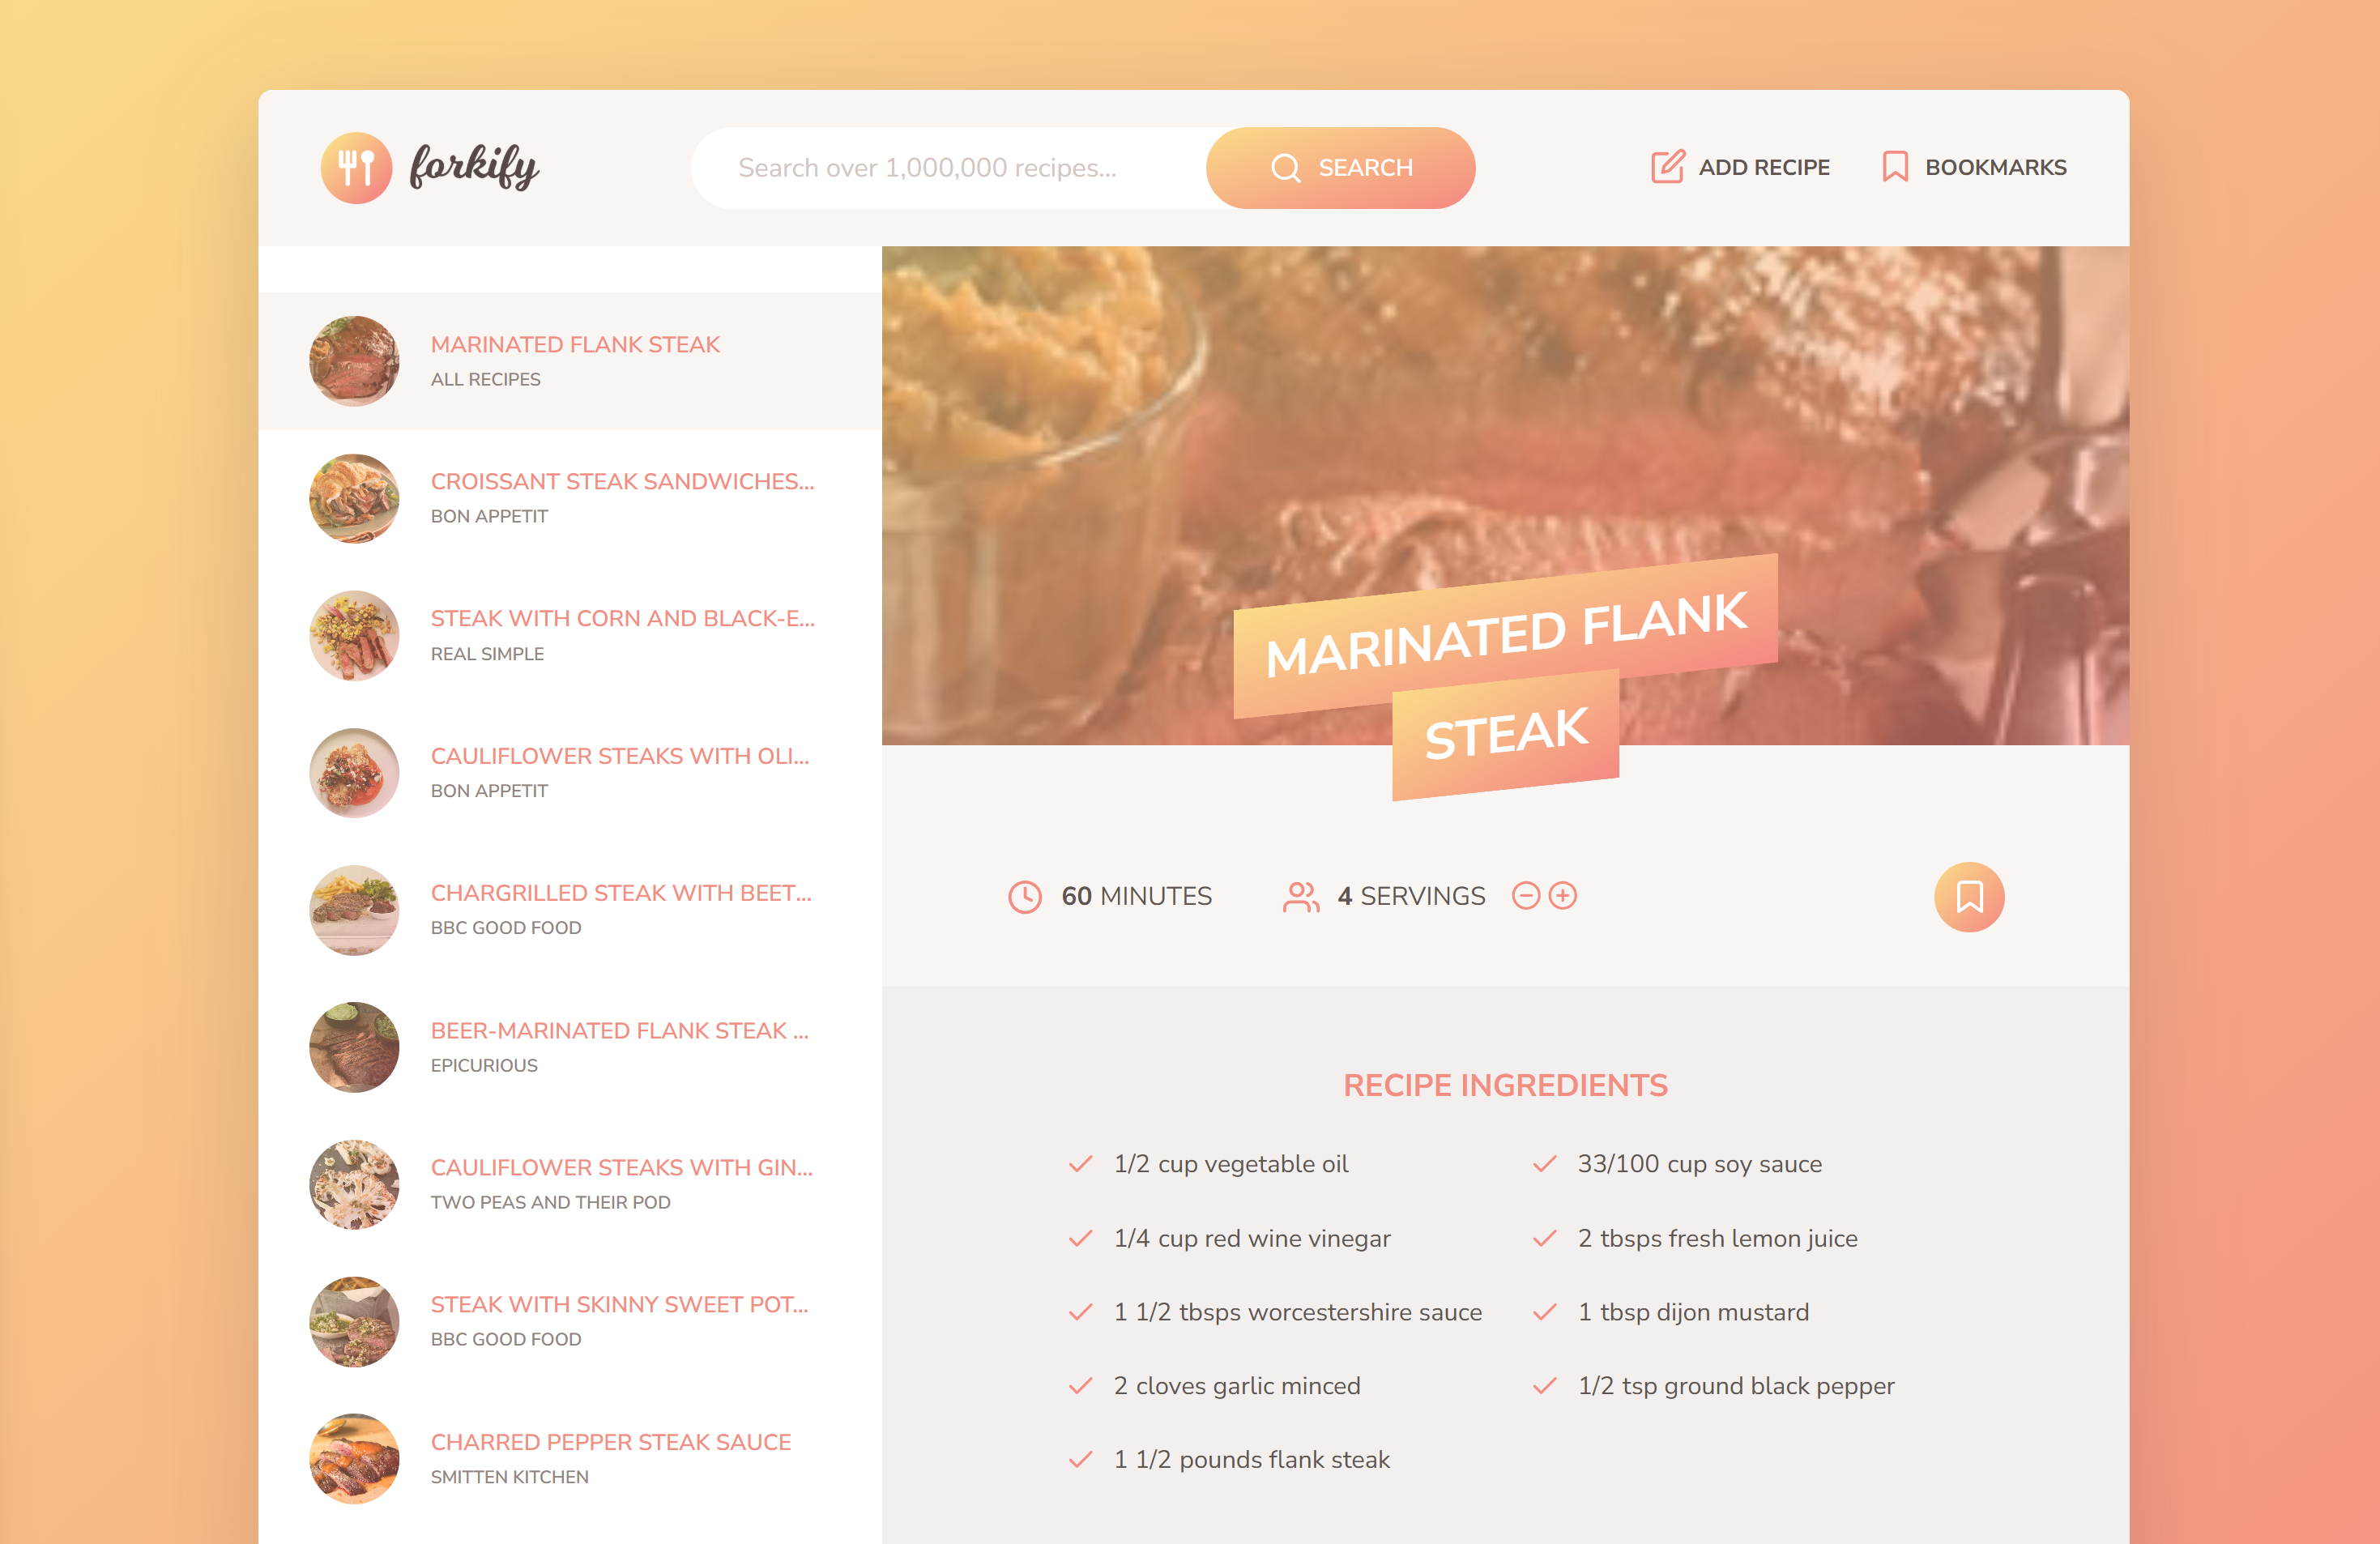 forkify
Search over 1,000,000 recipes...
SEARCH
ADD RECIPE
BOOKMARKS
MARINATED FLANK STEAK
ALL RECIPES
CROISSANT STEAK SANDWICHES...
BON APPETIT
STEAK WITH CORN AND BLACK-E...
REAL SIMPLE
CAULIFLOWER STEAKS WITH OLI...
BON APPETIT
CHARGRILLED STEAK WITH BEET...
BBC GOOD FOOD
BEER-MARINATED FLANK STEAK ...
EPICURIOUS
CAULIFLOWER STEAKS WITH GIN...
TWO PEAS AND THEIR POD
STEAK WITH SKINNY SWEET POT...
BBC GOOD FOOD
CHARRED PEPPER STEAK SAUCE
SMITTEN KITCHEN
MARINATED FLANK
STEAK
60 MINUTES
4 SERVINGS
RECIPE INGREDIENTS
1/2 cup vegetable oil
33/100 cup soy sauce
1/4 cup red wine vinegar
2 tbsps fresh lemon juice
1 1/2 tbsps worcestershire sauce
1 tbsp dijon mustard
2 cloves garlic minced
1/2 tsp ground black pepper
1 1/2 pounds flank steak